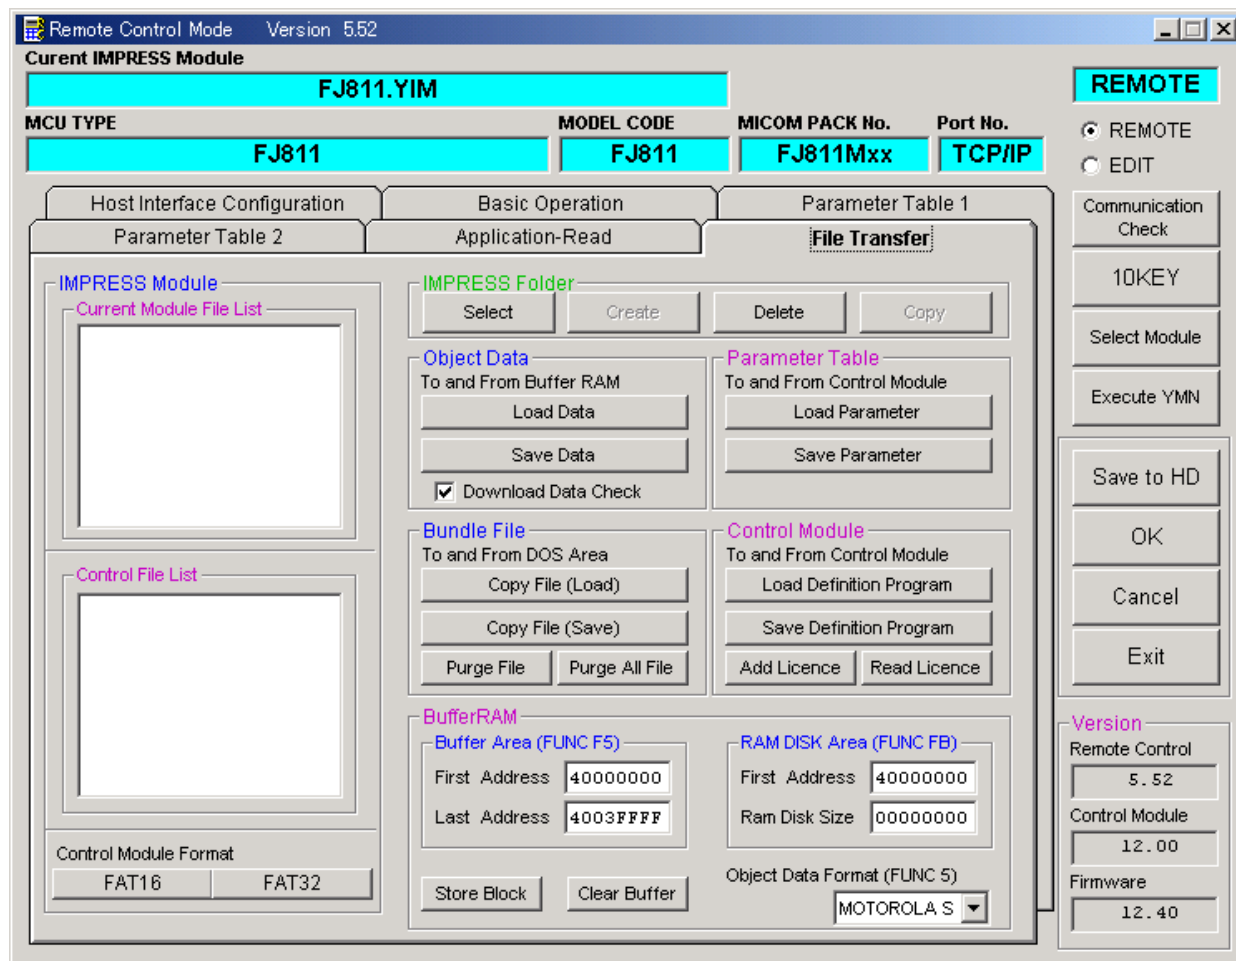 Remote Control Mode Version 5.52
Curent IMPRESS Module
FJ811.YIM
REMOTE
MCU TYPE
MODEL CODE
MICOM PACK No.
Port No.
FJ811
FJ811
FJ811Mxx
TCP/IP
REMOTE
EDIT
Host Interface Configuration
Basic Operation
Parameter Table 1
Parameter Table 2
Application-Read
File Transfer
IMPRESS Module
Current Module File List
Control File List
Control Module Format
FAT16
FAT32
IMPRESS Folder
Select
Create
Delete
Copy
Object Data
To and From Buffer RAM
Load Data
Save Data
Download Data Check
Parameter Table
To and From Control Module
Load Parameter
Save Parameter
Bundle File
To and From DOS Area
Copy File (Load)
Copy File (Save)
Purge File
Purge All File
Control Module
To and From Control Module
Load Definition Program
Save Definition Program
Add Licence
Read Licence
BufferRAM
Buffer Area (FUNC F5)
First Address 40000000
Last Address 4003FFFF
RAM DISK Area (FUNC FB)
First Address 40000000
Ram Disk Size 00000000
Store Block
Clear Buffer
Object Data Format (FUNC 5)
MOTOROLA S
Communication
Check
10KEY
Select Module
Execute YMN
Save to HD
OK
Cancel
Exit
Version
Remote Control
5.52
Control Module
12.00
Firmware
12.40